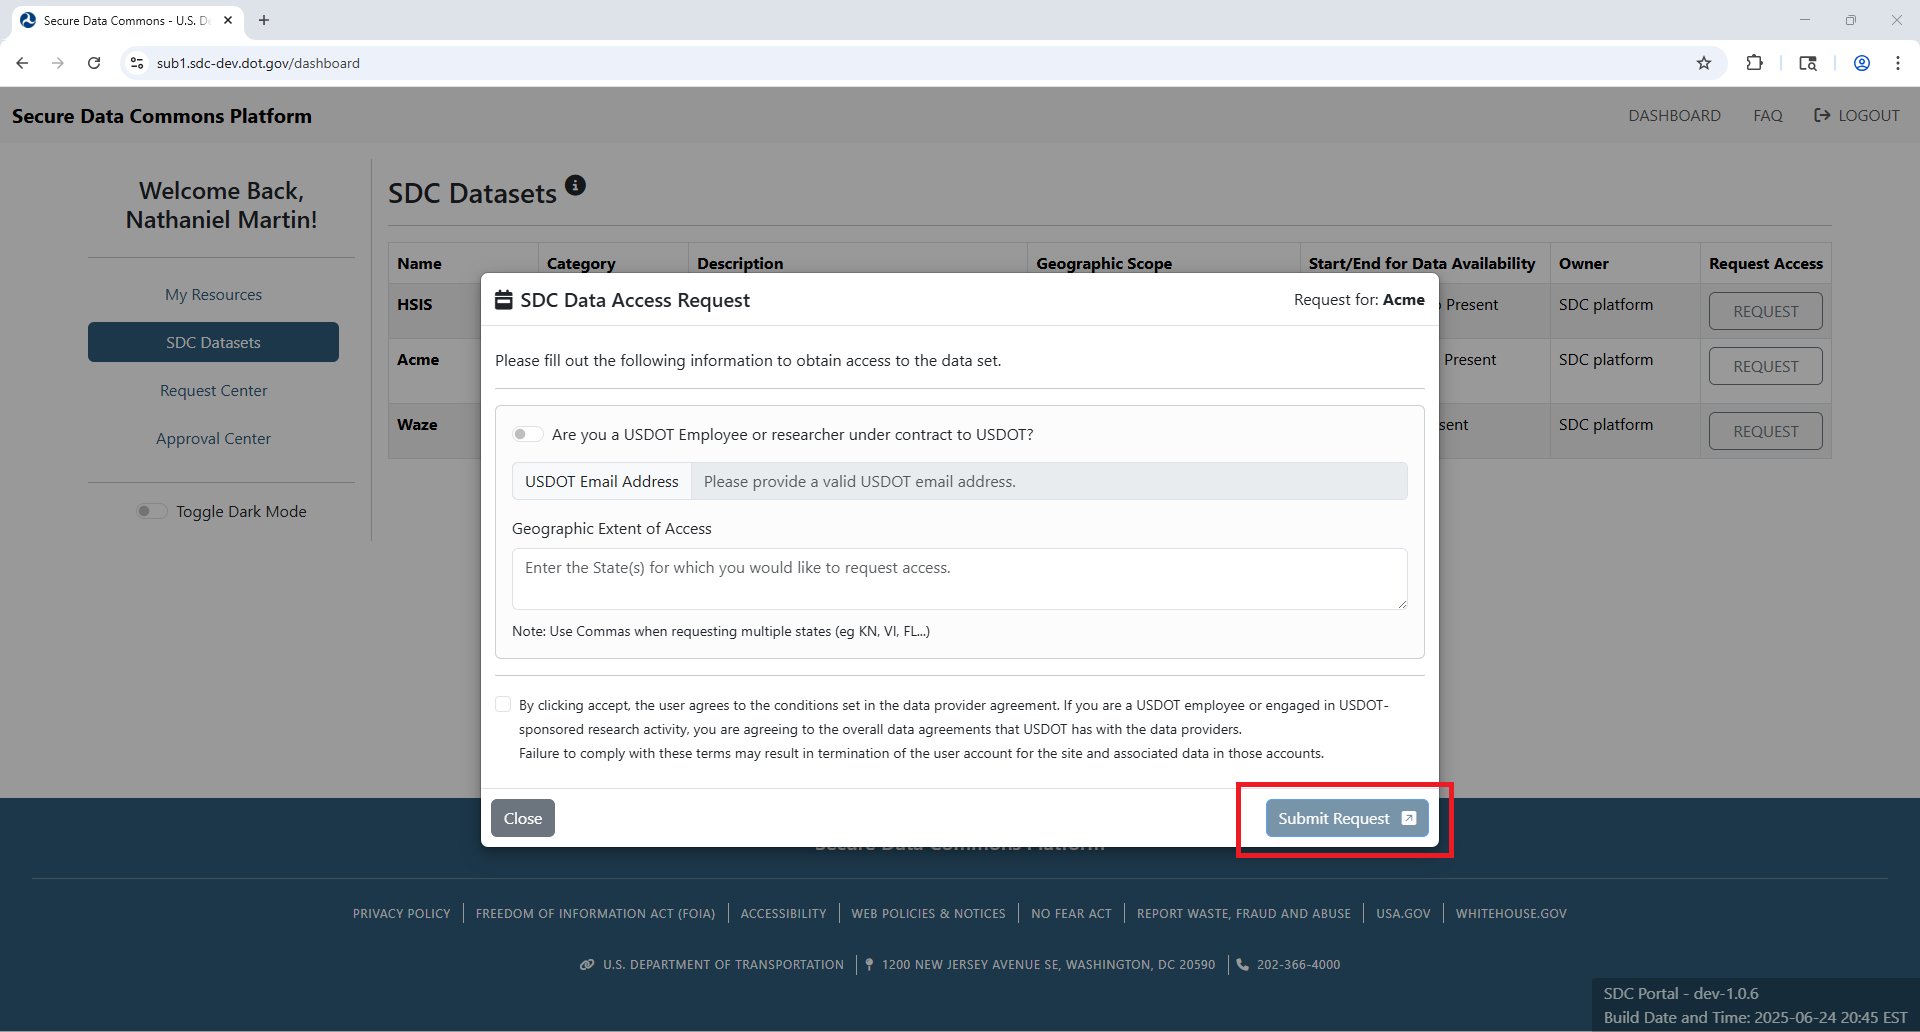 Secure Data Commons - U.S. D
sub1.sdc-dev.dot.gov/dashboard
Secure Data Commons Platform
DASHBOARD
FAQ
LOGOUT
Welcome Back,
Nathaniel Martin!
My Resources
SDC Datasets
Request Center
Approval Center
Toggle Dark Mode
SDC Datasets
Name Category Description Geographic Scope Start/End for Data Availability Owner Request Access
HSIS Present SDC platform REQUEST
Acme Present SDC platform REQUEST
Waze SDC platform REQUEST
SDC Data Access Request
Request for: Acme
Please fill out the following information to obtain access to the data set.
Are you a USDOT Employee or researcher under contract to USDOT?
USDOT Email Address Please provide a valid USDOT email address.
Geographic Extent of Access
Enter the State(s) for which you would like to request access.
Note: Use Commas when requesting multiple states (eg KN, VI, FL...)
By clicking accept, the user agrees to the conditions set in the data provider agreement. If you are a USDOT employee or engaged in USDOT-
sponsored research activity, you are agreeing to the overall data agreements that USDOT has with the data providers.
Failure to comply with these terms may result in termination of the user account for the site and associated data in those accounts.
Close
Submit Request
Secure Data Commons Platform
PRIVACY POLICY FREEDOM OF INFORMATION ACT (FOIA) ACCESSIBILITY WEB POLICIES & NOTICES NO FEAR ACT REPORT WASTE, FRAUD AND ABUSE USA.GOV WHITEHOUSE.GOV
U.S. DEPARTMENT OF TRANSPORTATION 1200 NEW JERSEY AVENUE SE, WASHINGTON, DC 20590 202-366-4000
SDC Portal - dev-1.0.6
Build Date and Time: 2025-06-24 20:45 EST